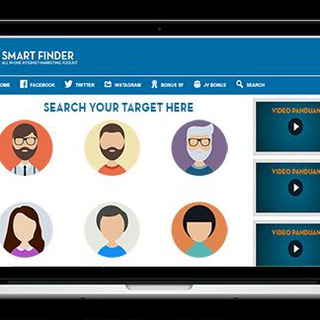 SMART FINDER
ALL IN ONE INTERNET MARKETING TOOLKIT
OME FACEBOOK TWITTER INSTAGRAM BONUS SF JV BONUS SEARCH
SEARCH YOUR TARGET HERE
VIDEO PANDUAN
VIDEO PANDUAN
VIDEO PANDUAN